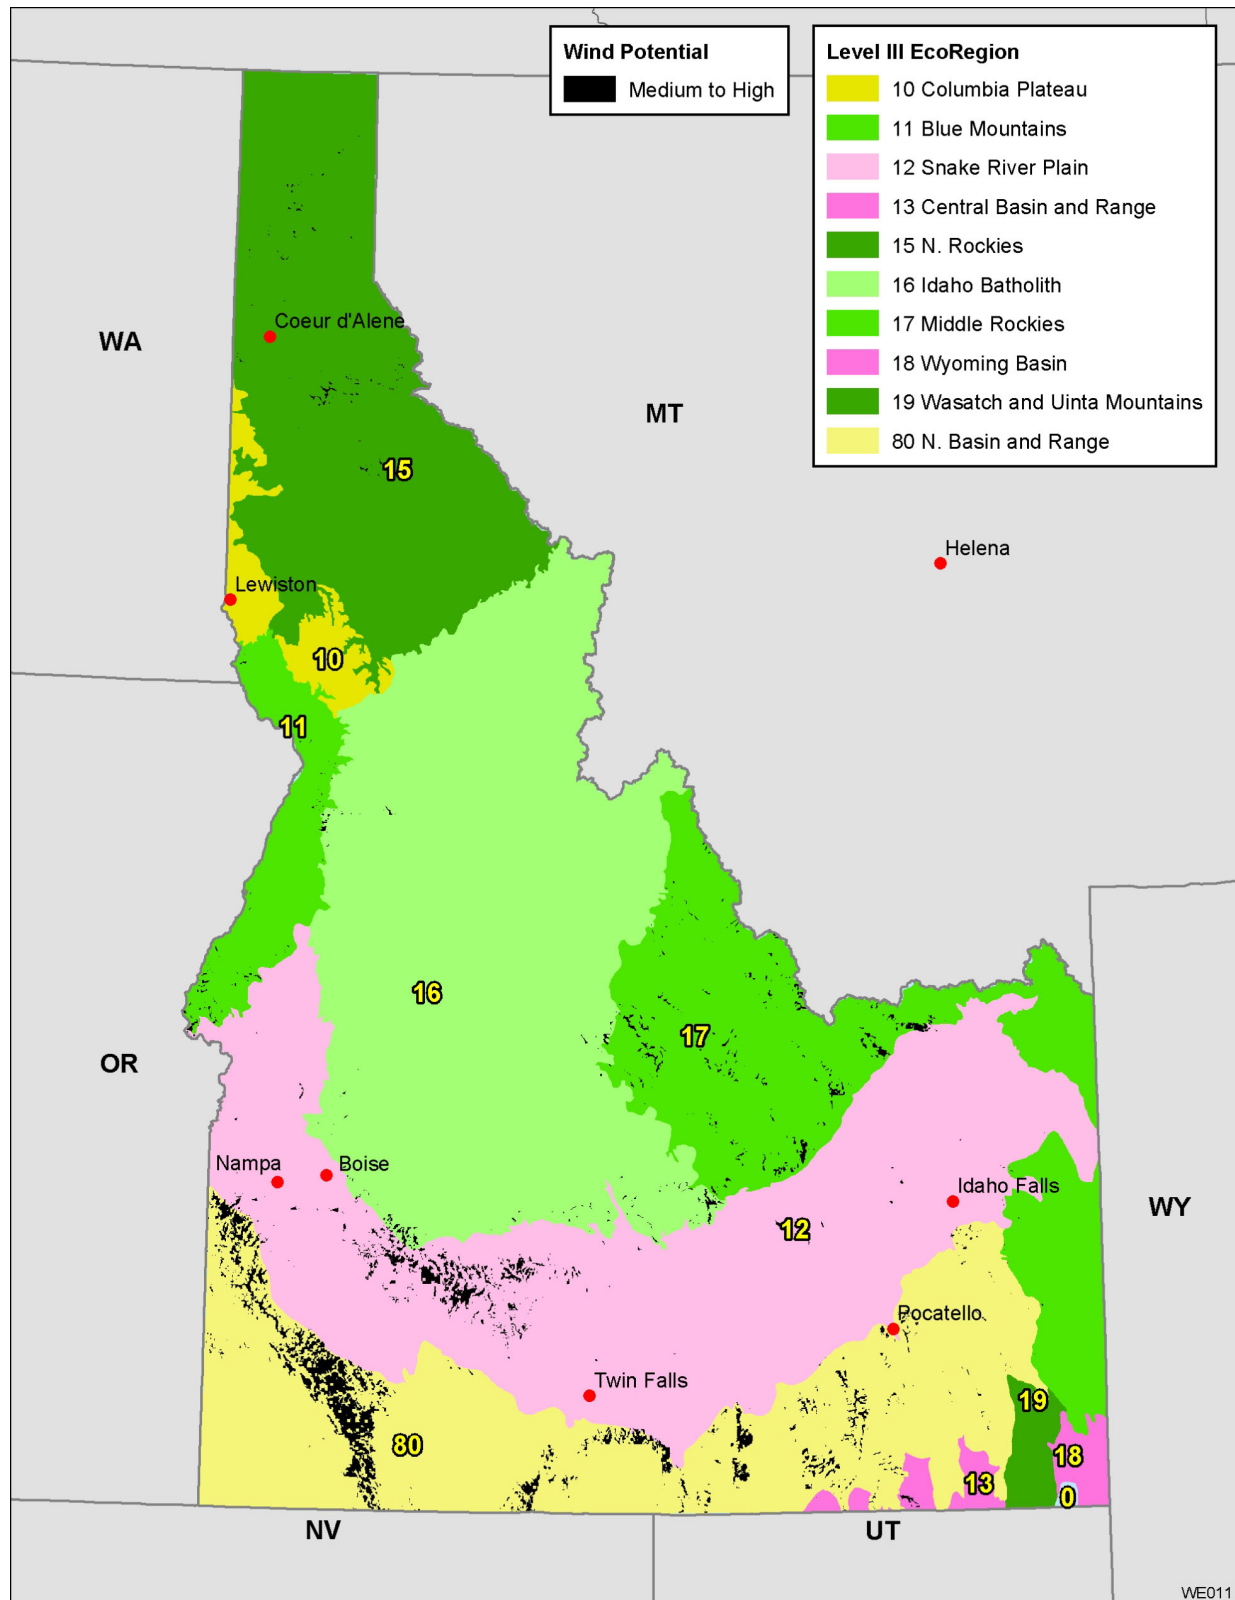 Wind Potential
Medium to High
Level III EcoRegion
10 Columbia Plateau
11 Blue Mountains
12 Snake River Plain
13 Central Basin and Range
15 N. Rockies
16 Idaho Batholith
17 Middle Rockies
18 Wyoming Basin
19 Wasatch and Uinta Mountains
80 N. Basin and Range
Coeur d'Alene
WA
MT
15
Helena
Lewiston
10
11
16
17
OR
Nampa
Boise
Idaho Falls
WY
12
Pocatello
Twin Falls
19
80
18
13
0
NV
UT
WE011